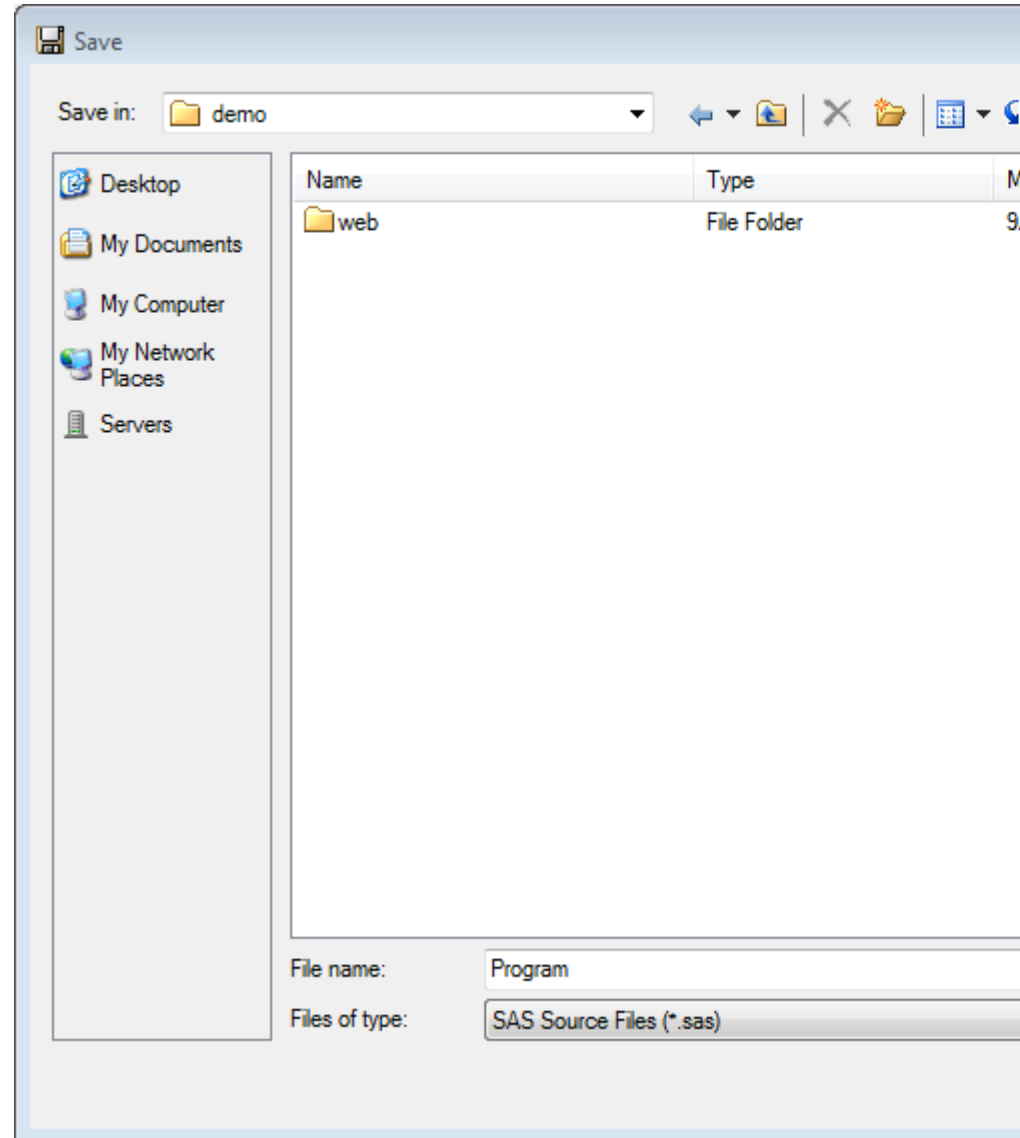 Save
Save in: demo
Desktop
My Documents
My Computer
My Network
Places
Servers
Name Type M
web File Folder 9/
File name: Program
Files of type: SAS Source Files (*.sas)